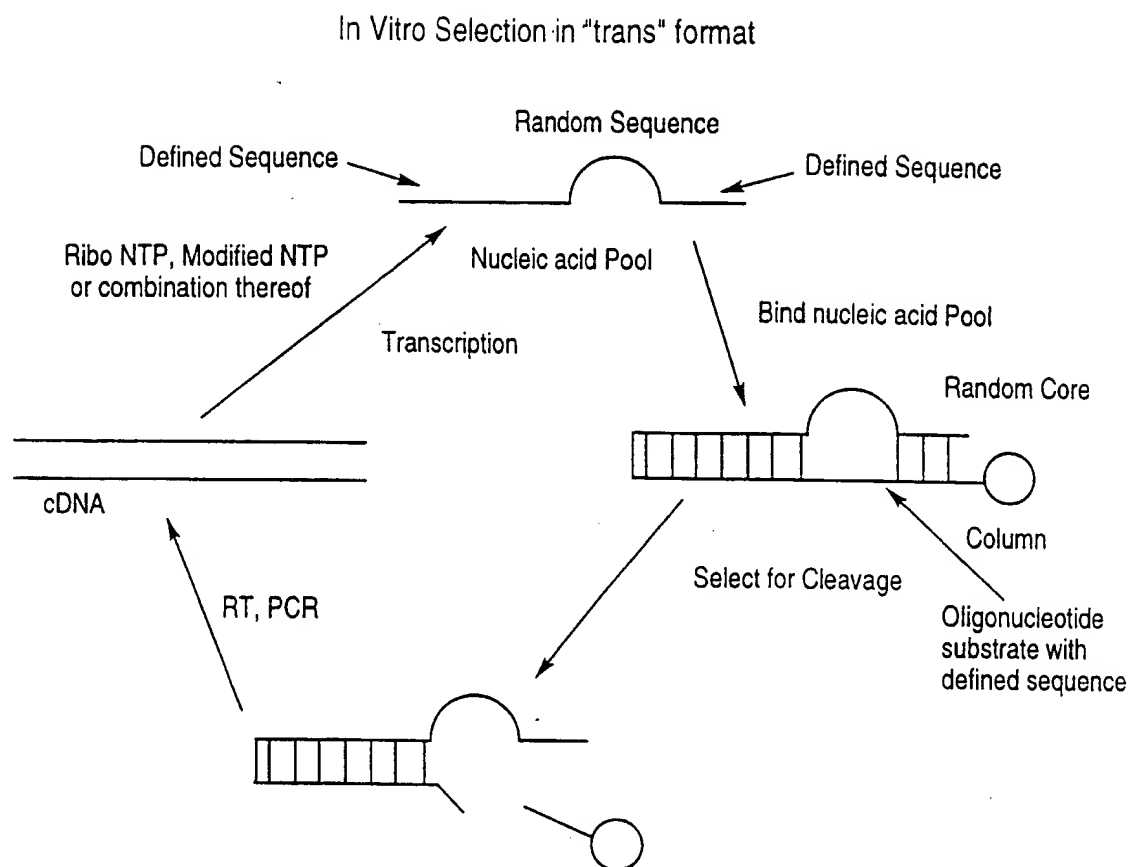 In Vitro Selection in "trans" format
Random Sequence
Defined Sequence
Defined Sequence
Ribo NTP, Modified NTP
or combination thereof
Nucleic acid Pool
Transcription
Bind nucleic acid Pool
Random Core
cDNA
Column
Select for Cleavage
RT, PCR
Oligonucleotide
substrate with
defined sequence